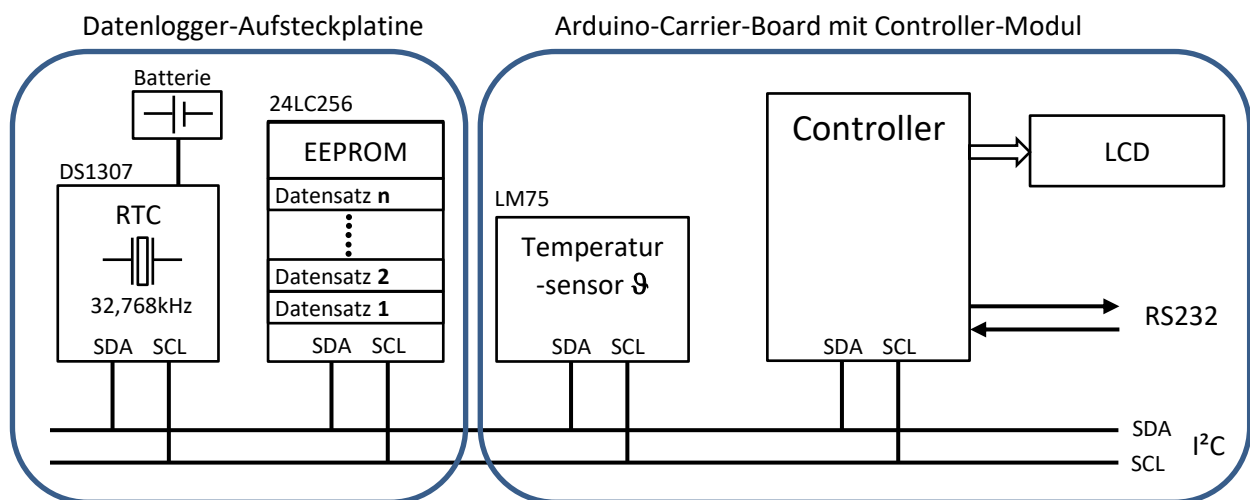 Datenlogger-Aufsteckplatine
Arduino-Carrier-Board mit Controller-Modul
Batterie
DS1307
RTC
32,768kHz
SDA SCL
24LC256
EEPROM
Datensatz n
Datensatz 2
Datensatz 1
SDA SCL
LM75
Temperatur
-sensor ϑ
SDA SCL
Controller
SDA SCL
LCD
RS232
SDA
I²C
SCL